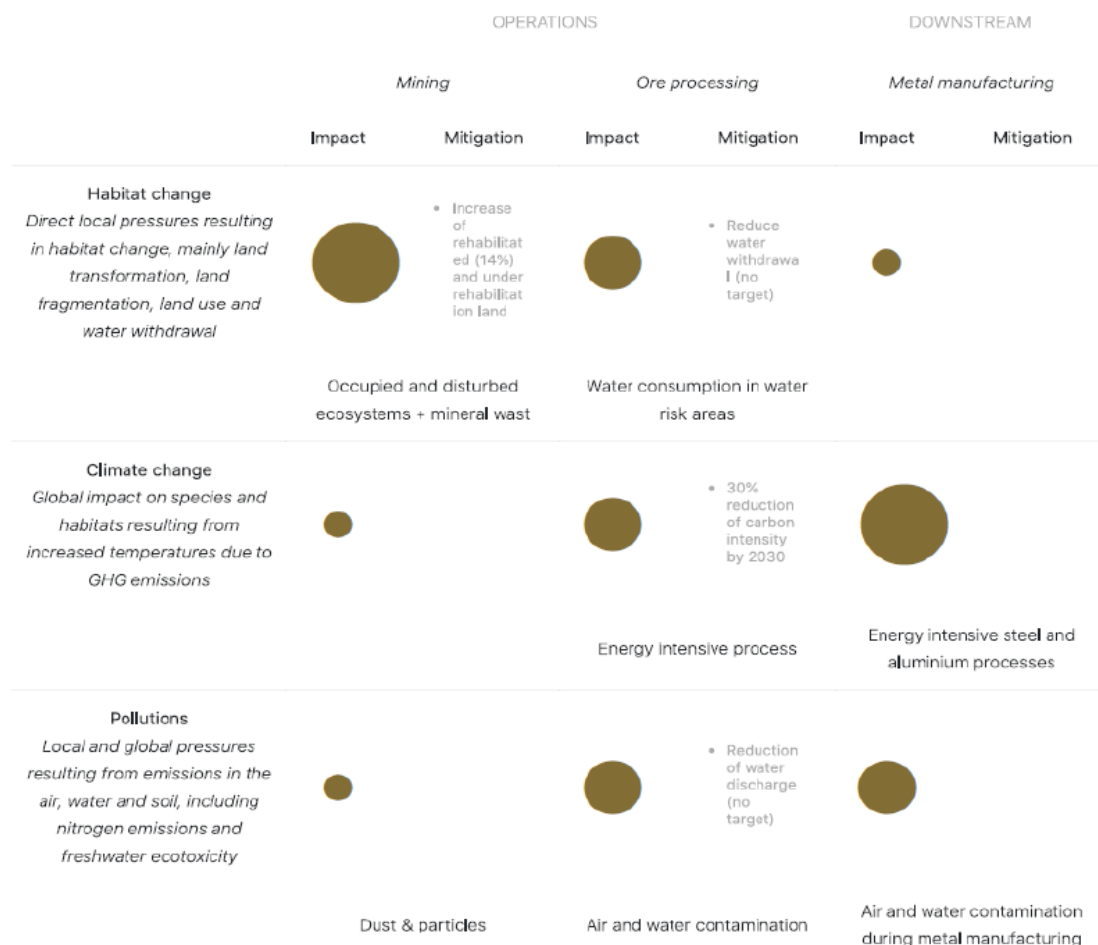 OPERATIONS DOWNSTREAM
Mining Ore processing Metal manufacturing
Impact Mitigation Impact Mitigation Impact Mitigation
Habitat change
Direct local pressures resulting
in habitat change, mainly land
transformation, land
fragmentation, land use and
water withdrawal
• Increase
of
rehabilitat
ed (14%)
and under
rehabilitat
ion land
• Reduce
water
withdrawa
l (no
target)
Occupied and disturbed
ecosystems + mineral wast
Water consumption in water
risk areas
Climate change
Global impact on species and
habitats resulting from
increased temperatures due to
GHG emissions
• 30%
reduction
of carbon
intensity
by 2030
Energy intensive process
Energy intensive steel and
aluminium processes
Pollutions
Local and global pressures
resulting from emissions in the
air, water and soil, including
nitrogen emissions and
freshwater ecotoxicity
• Reduction
of water
discharge
(no
target)
Dust & particles
Air and water contamination
Air and water contamination
during metal manufacturing